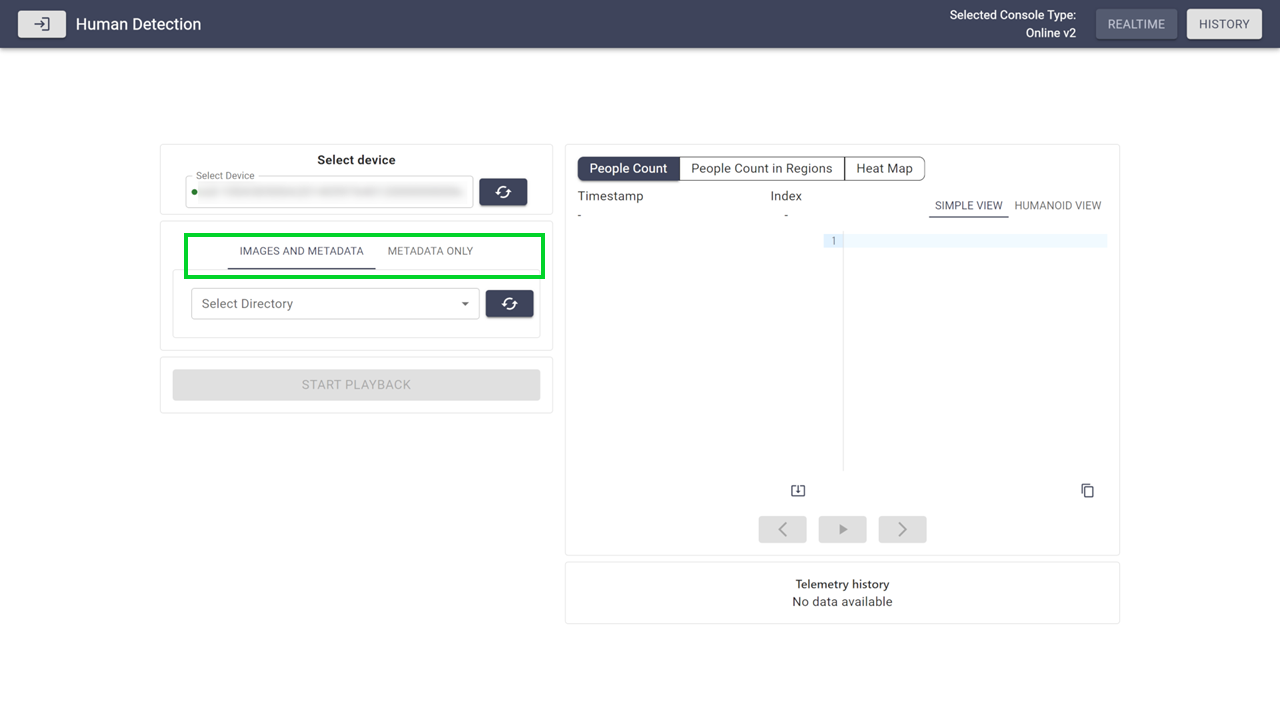 Human Detection
Selected Console Type:
Online v2
REALTIME
HISTORY
Select device
Select Device
IMAGES AND METADATA
METADATA ONLY
Select Directory
START PLAYBACK
People Count
People Count in Regions
Heat Map
Timestamp
-
Index
-
SIMPLE VIEW
HUMANOID VIEW
1
Telemetry history
No data available